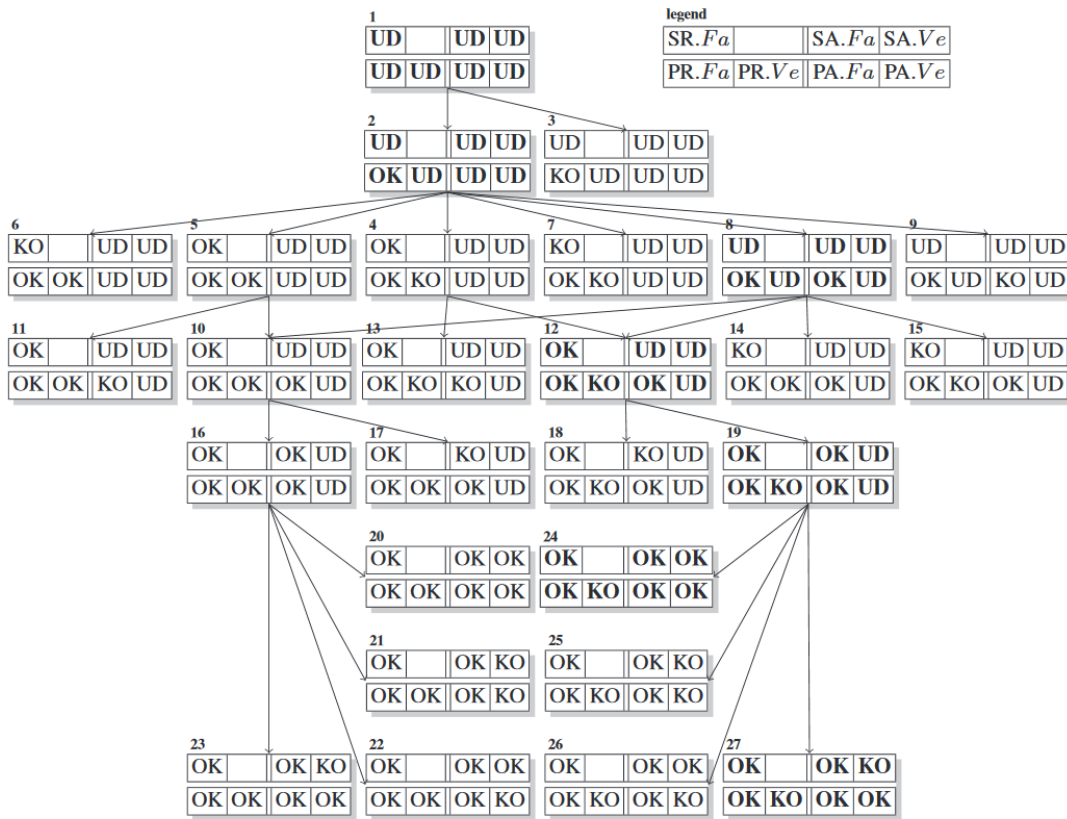 1 legend
UD UD UD SR.Fa SA.Fa SA.Ve
UD UD UD UD PR.Fa PR.Ve PA.Fa PA.Ve
2 3
UD UD UD UD UD UD
OK UD UD UD KO UD UD UD
6 5 4 7 8 9
KO UD UD OK UD UD OK UD UD KO UD UD UD UD UD UD UD UD
OK OK UD UD OK OK UD UD OK KO UD UD OK KO UD UD OK UD OK UD OK UD KO UD
11 10 13 12 14 15
OK UD UD OK UD UD OK UD UD OK UD UD KO UD UD KO UD UD
OK OK KO UD OK OK OK UD OK KO KO UD OK KO OK UD OK OK OK UD OK KO OK UD
16 17 18 19
OK OK UD OK KO UD OK KO UD OK OK UD
OK OK OK UD OK OK OK UD OK KO OK UD OK KO OK UD
20 24
OK OK OK OK OK OK
OK OK OK OK OK KO OK OK
21 25
OK OK KO OK OK KO
OK OK OK KO OK KO OK KO
23 22 26 27
OK OK KO OK OK OK OK OK OK OK OK KO
OK OK OK OK OK OK OK KO OK KO OK KO OK KO OK OK